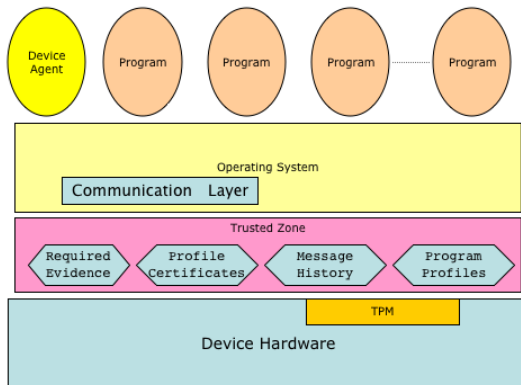 Device
Agent
Program
Program
Program
Program
Operating System
Communication Layer
Trusted Zone
Required
Evidence
Profile
Certificates
Message
History
Program
Profiles
TPM
Device Hardware